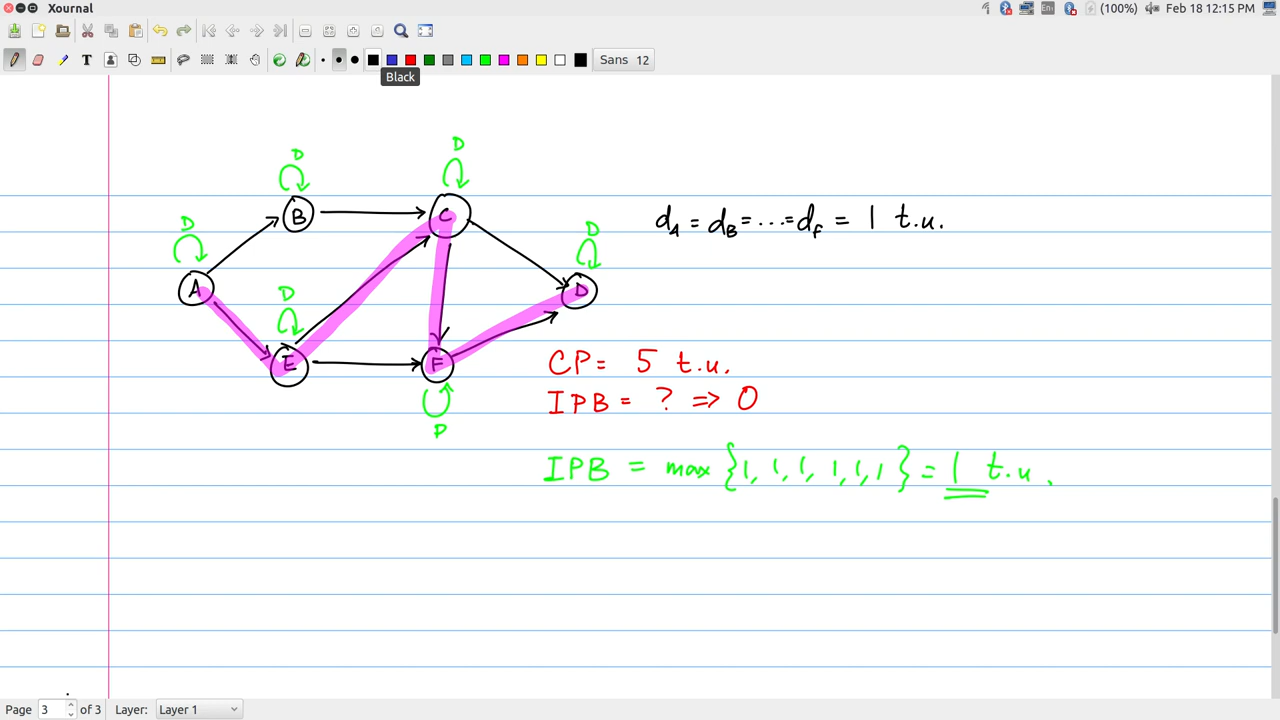 Xournal
(100%) Feb 18 12:15 PM
Sans 12
Black
D
D
D
B
C
d_A = d_B = ... = d_F = 1 t.u.
D
D
A
D
D
E
F
CP = 5 t.u.
IPB = ? => 0
D
IPB = max {1, 1, 1, 1, 1, 1} = 1 t.u.
Page 3 of 3 Layer: Layer 1